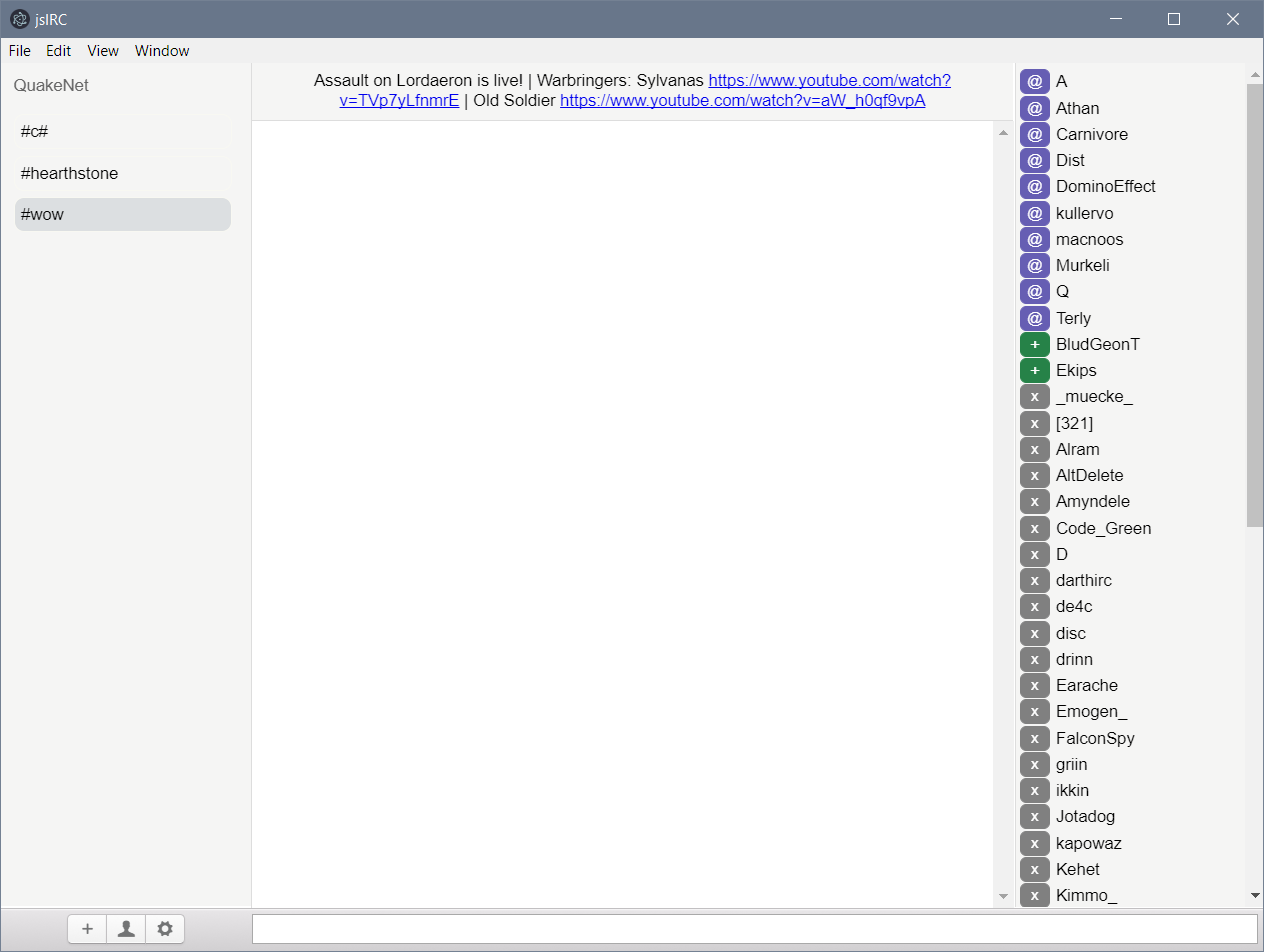 jsIRC
File Edit View Window
QuakeNet
#c#
#hearthstone
#wow
Assault on Lordaeron is live! | Warbringers: Sylvanas https://www.youtube.com/watch?
v=TVp7yLfnmrE | Old Soldier https://www.youtube.com/watch?v=aW_h0qf9vpA
@ A
@ Athan
@ Carnivore
@ Dist
@ DominoEffect
@ kullervo
@ macnoos
@ Murkeli
@ Q
@ Terly
+ BludGeonT
+ Ekips
x _muecke_
x [321]
x Alram
x AltDelete
x Amyndele
x Code_Green
x D
x darthirc
x de4c
x disc
x drinn
x Earache
x Emogen_
x FalconSpy
x griin
x ikkin
x Jotadog
x kapowaz
x Kehet
x Kimmo_